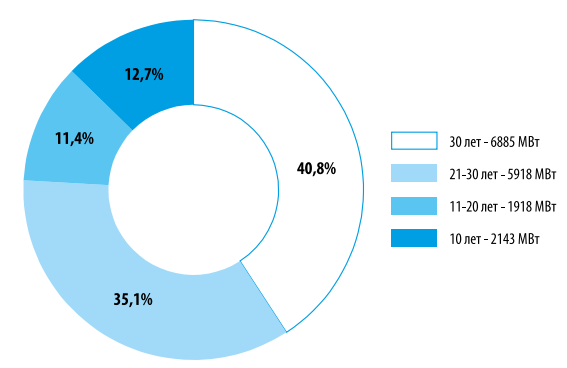 12,7%
11,4%
40,8%
35,1%
30 лет - 6885 МВт
21-30 лет - 5918 МВт
11-20 лет - 1918 МВт
10 лет - 2143 МВт